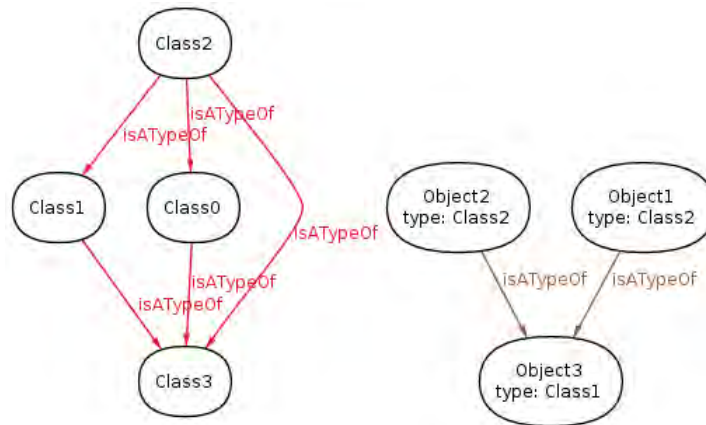 Class2
isATypeOf
isATypeOf
Class1
Class0
isATypeOf
isATypeOf
isATypeOf
Class3
Object2
type: Class2
Object1
type: Class2
isATypeOf
isATypeOf
Object3
type: Class1